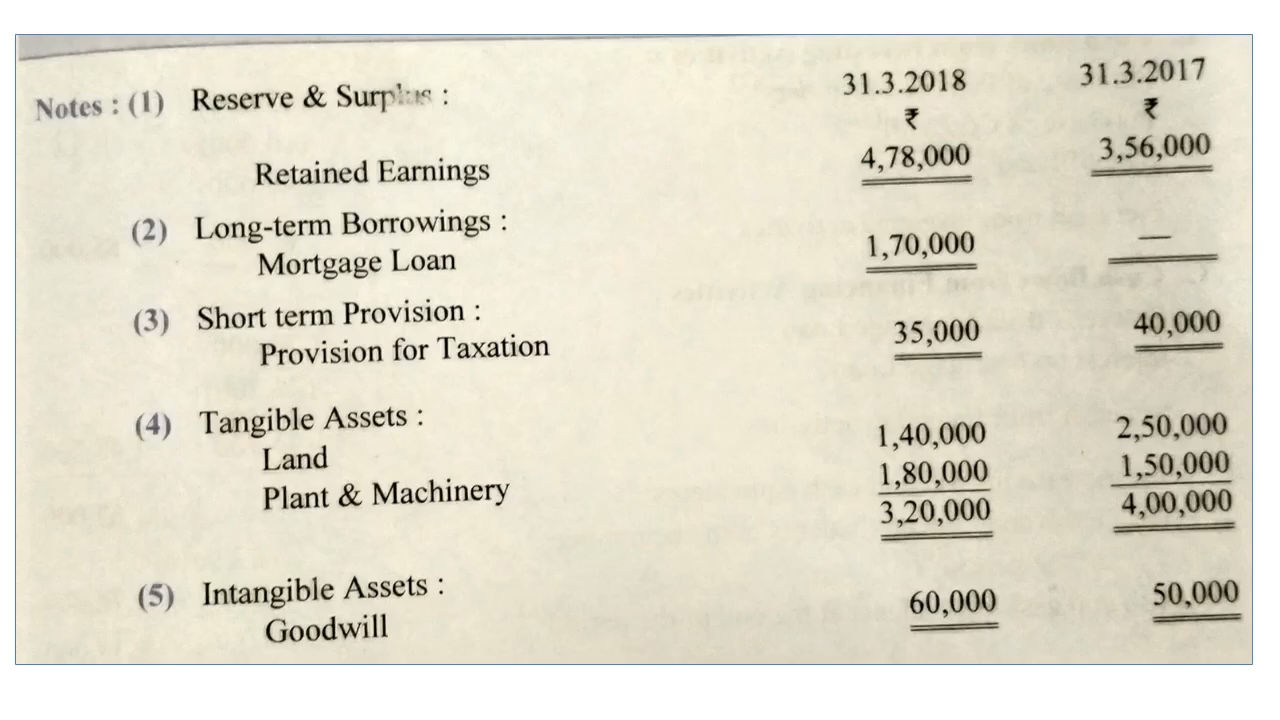 31.3.2018 31.3.2017
Notes : (1) Reserve & Surplus :
₹ ₹
Retained Earnings 4,78,000 3,56,000
(2) Long-term Borrowings :
Mortgage Loan 1,70,000 —
(3) Short term Provision :
Provision for Taxation 35,000 40,000
(4) Tangible Assets :
Land 1,40,000 2,50,000
Plant & Machinery 1,80,000 1,50,000
3,20,000 4,00,000
(5) Intangible Assets :
Goodwill 60,000 50,000